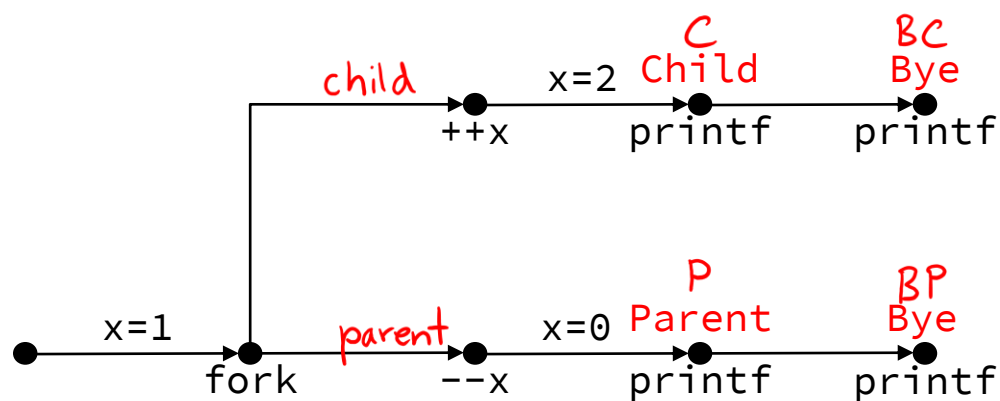 C
BC
child
x=2
Child
Bye
++x
printf
printf
P
BP
x=1
parent
x=0
Parent
Bye
fork
--x
printf
printf